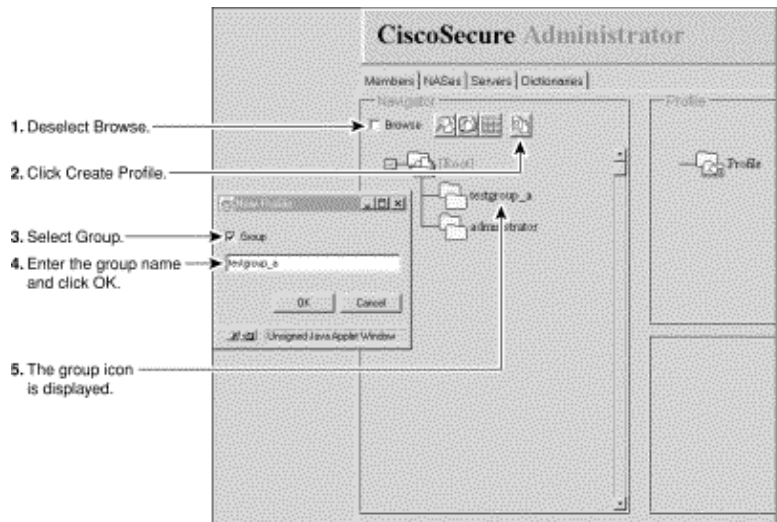 CiscoSecure Administrator
Members | NASes | Servers | Dictionaries |
Navigator
Profile
1. Deselect Browse.
Browse
2. Click Create Profile.
[Root]
Profile
testgroup_a
New Profile
administrator
3. Select Group.
Group
4. Enter the group name
and click OK.
testgroup_a
OK
Cancel
Unsigned Java Applet Window
5. The group icon
is displayed.